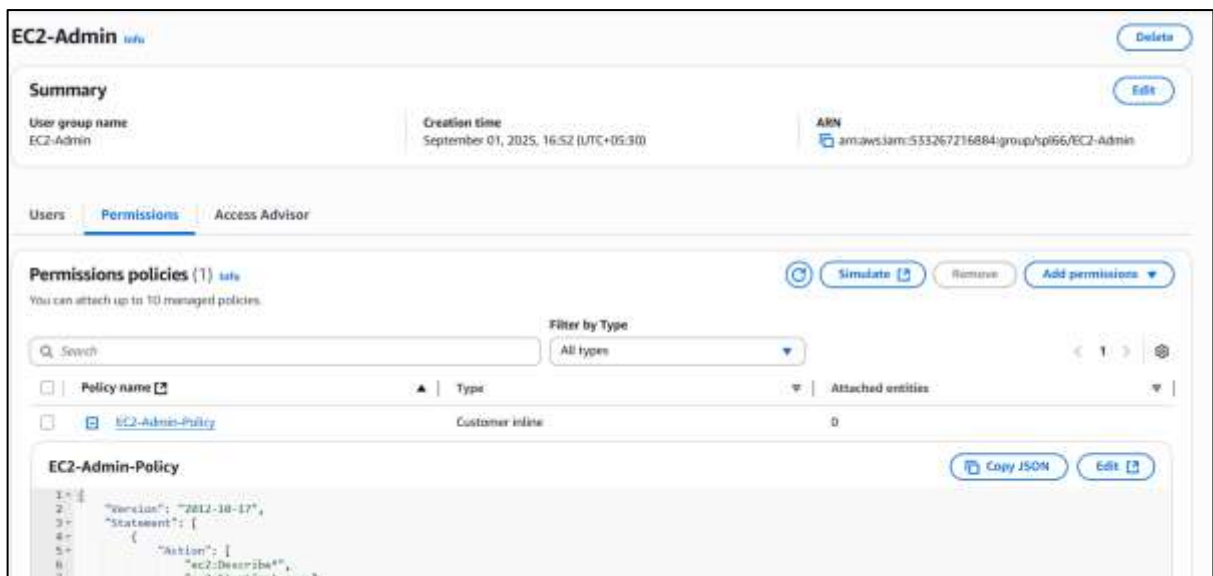 EC2-Admin Info
Delete
Summary
Edit
User group name
EC2-Admin
Creation time
September 01, 2025, 16:52 (UTC+05:30)
ARN
arn:aws:iam::533267216884:group/spl66/EC2-Admin
Users Permissions Access Advisor
Permissions policies (1) Info
Simulate
Remove
Add permissions
You can attach up to 10 managed policies.
Filter by Type
Search
All types
1
Policy name
Type
Attached entities
EC2-Admin-Policy
Customer inline
0
EC2-Admin-Policy
Copy JSON
Edit
1 {
2 "Version": "2012-10-17",
3 "Statement": [
4 {
5 "Action": [
6 "ec2:Describe*",